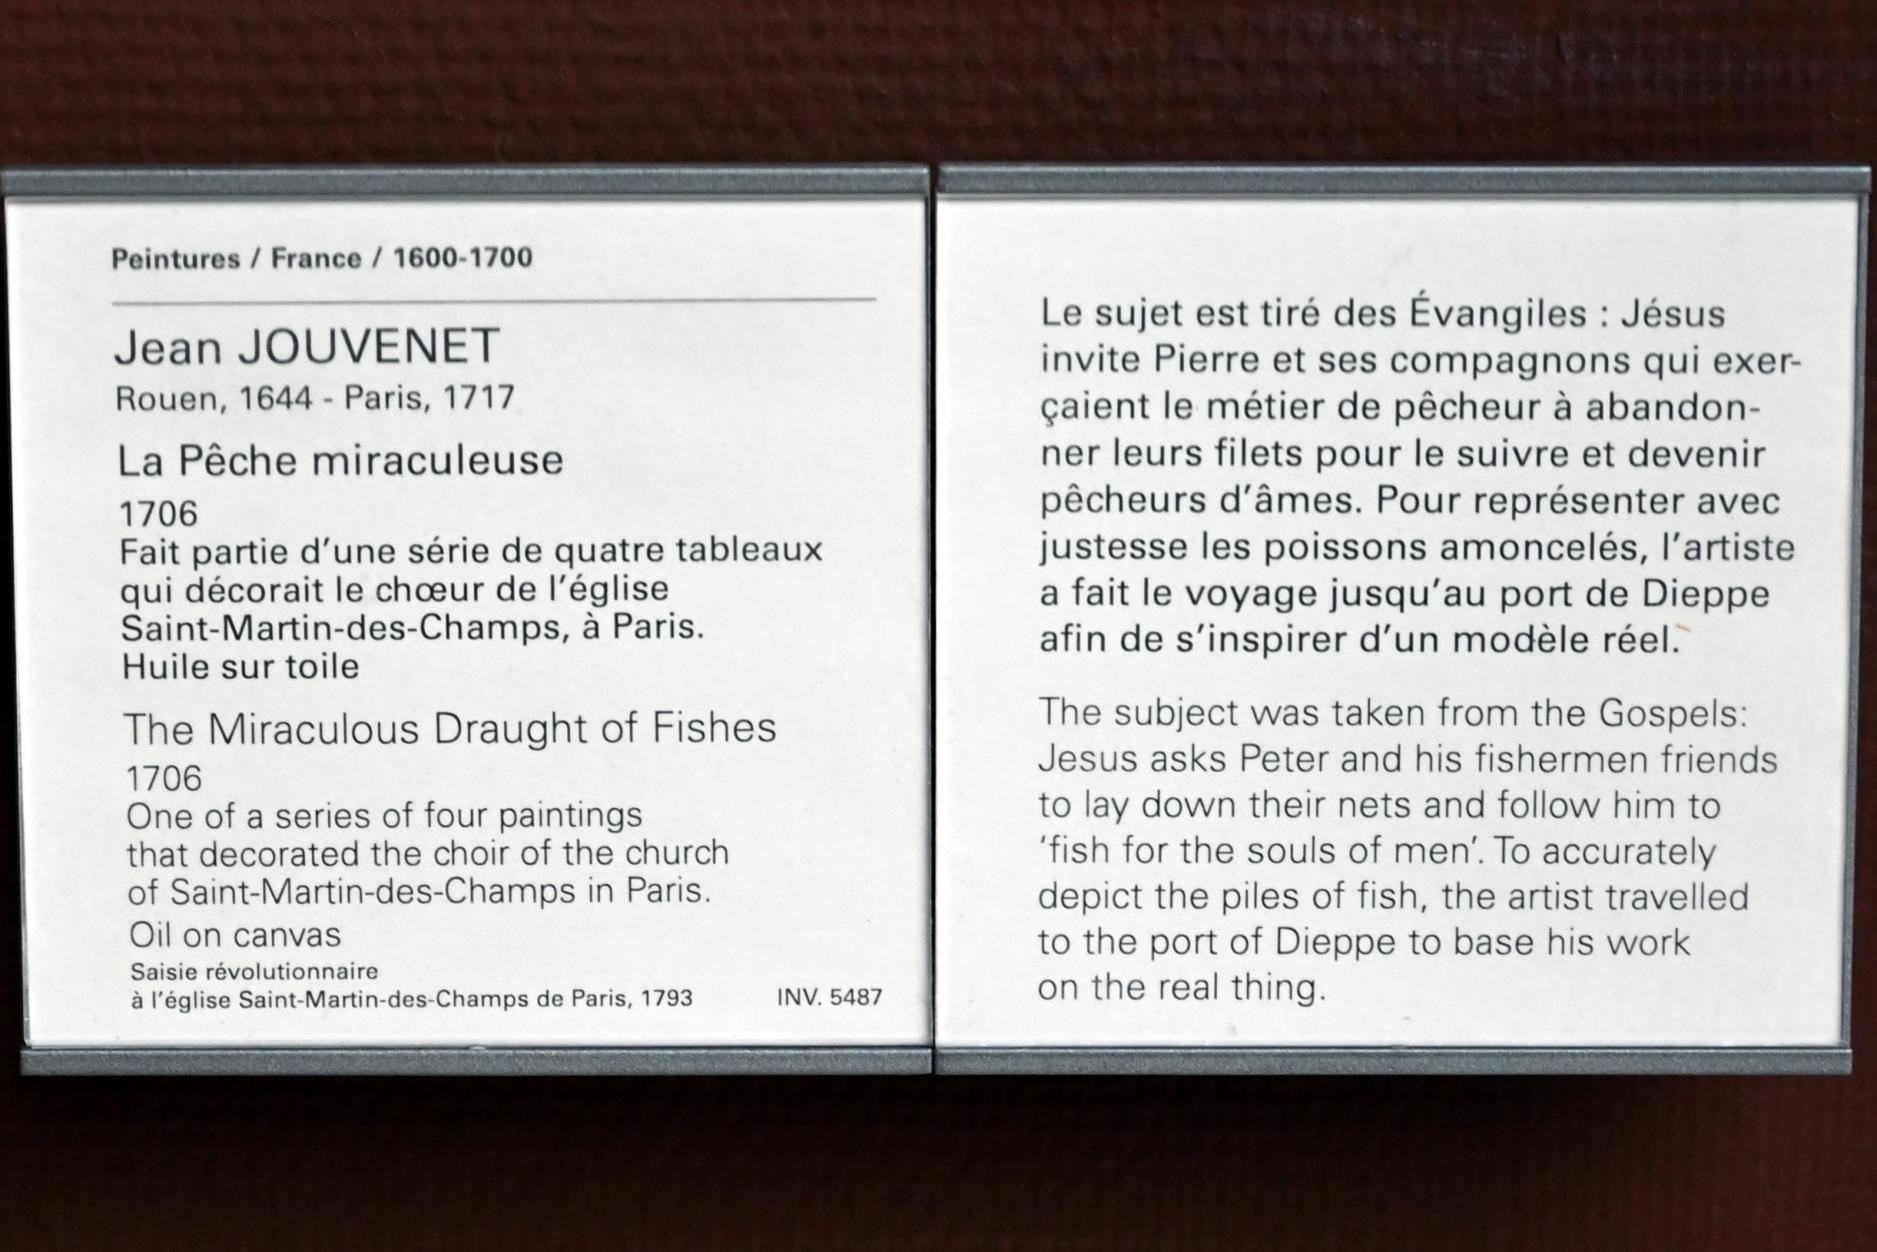 Peintures / France / 1600-1700
Jean JOUVENET
Rouen, 1644 - Paris, 1717
La Pêche miraculeuse
1706
Fait partie d'une série de quatre tableaux
qui décorait le chœur de l'église
Saint-Martin-des-Champs, à Paris.
Huile sur toile
The Miraculous Draught of Fishes
1706
One of a series of four paintings
that decorated the choir of the church
of Saint-Martin-des-Champs in Paris.
Oil on canvas
Saisie révolutionnaire
à l'église Saint-Martin-des-Champs de Paris, 1793 INV. 5487
Le sujet est tiré des Évangiles : Jésus
invite Pierre et ses compagnons qui exer-
çaient le métier de pêcheur à abandon-
ner leurs filets pour le suivre et devenir
pêcheurs d'âmes. Pour représenter avec
justesse les poissons amoncelés, l'artiste
a fait le voyage jusqu'au port de Dieppe
afin de s'inspirer d'un modèle réel.
The subject was taken from the Gospels:
Jesus asks Peter and his fishermen friends
to lay down their nets and follow him to
‘fish for the souls of men’. To accurately
depict the piles of fish, the artist travelled
to the port of Dieppe to base his work
on the real thing.